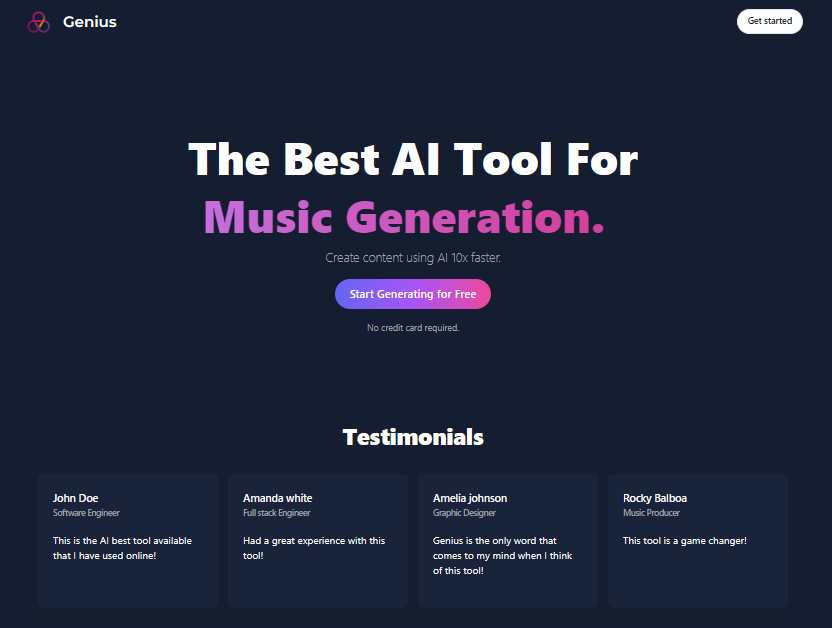 Genius
Get started
The Best AI Tool For
Music Generation.
Create content using AI 10x faster.
Start Generating for Free
No credit card required.
Testimonials
John Doe
Software Engineer
This is the AI best tool available
that I have used online!
Amanda white
Full stack Engineer
Had a great experience with this
tool!
Amelia johnson
Graphic Designer
Genius is the only word that
comes to my mind when I think
of this tool!
Rocky Balboa
Music Producer
This tool is a game changer!